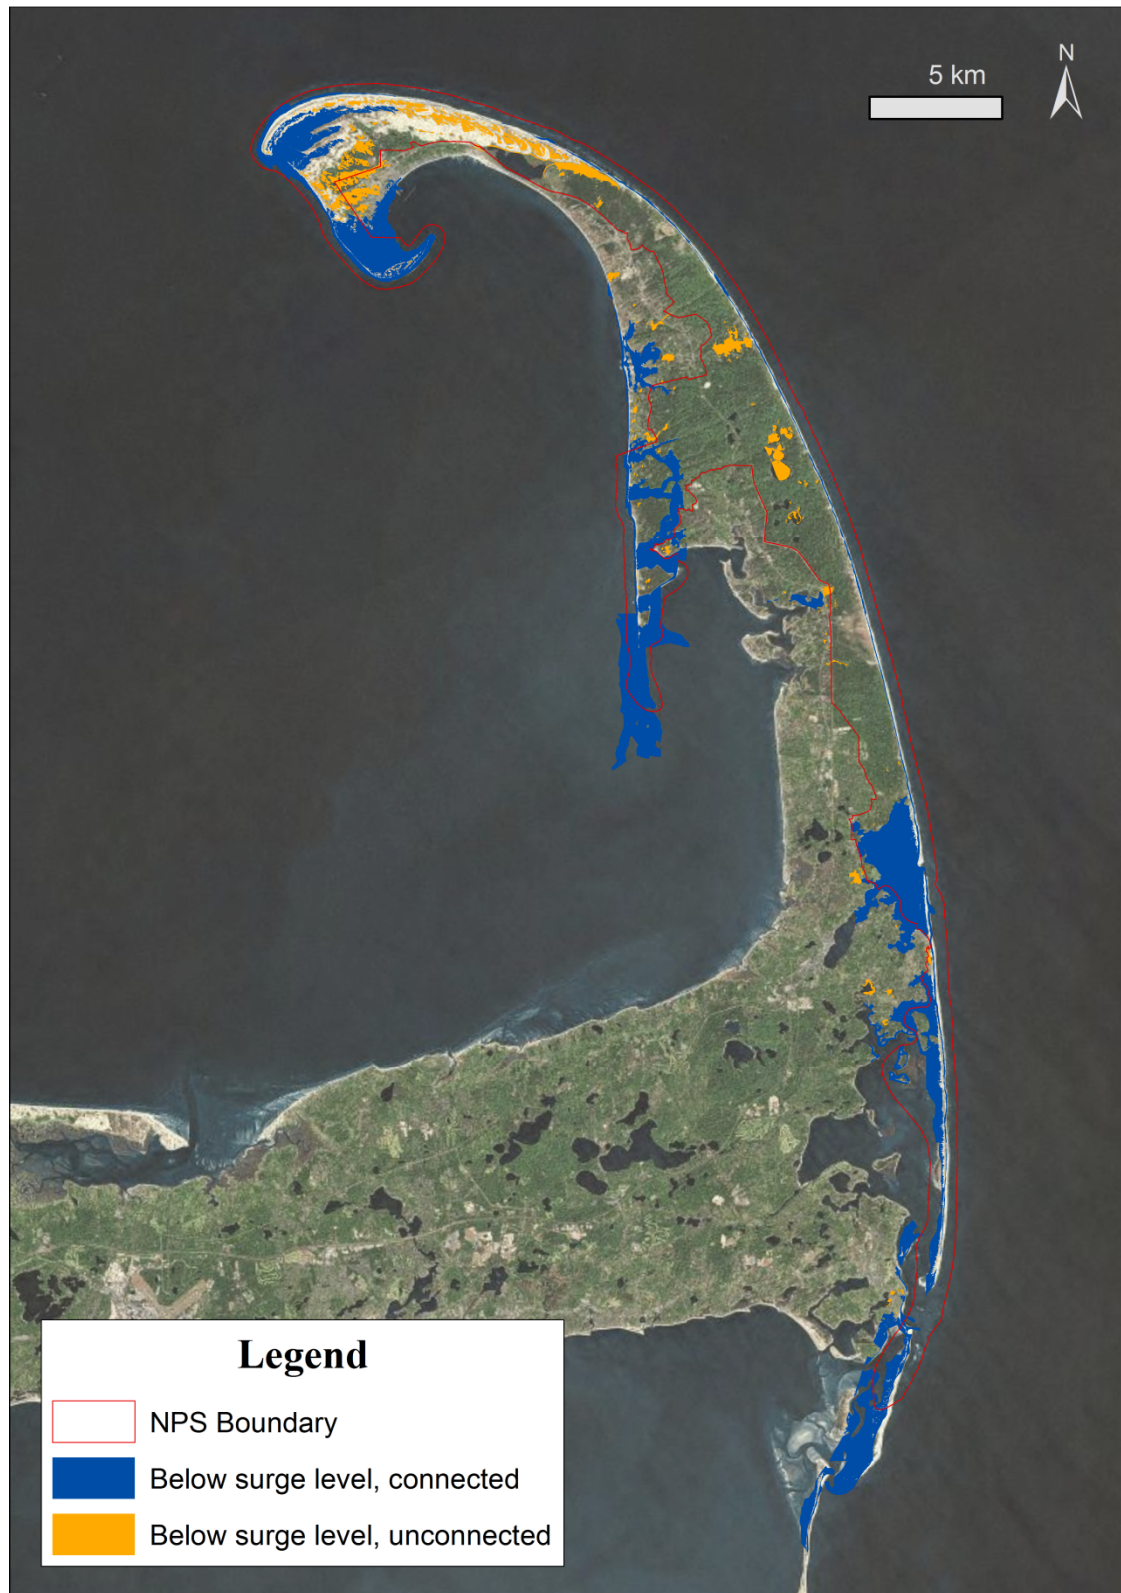 N
5 km
Legend
NPS Boundary
Below surge level, connected
Below surge level, unconnected